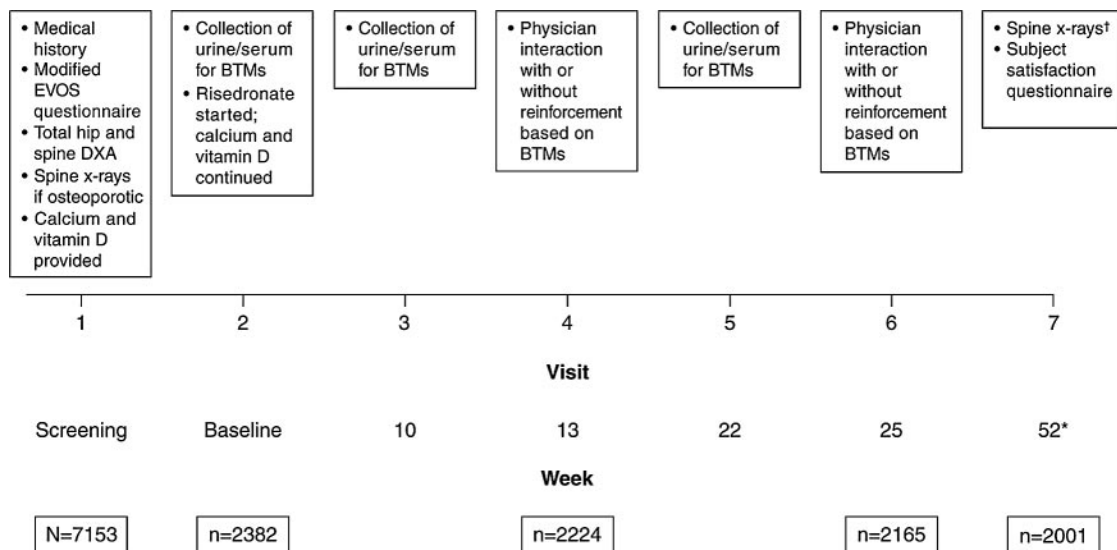 • Medical
history
• Modified
EVOS
questionnaire
• Total hip and
spine DXA
• Spine x-rays
if osteoporotic
• Calcium and
vitamin D
provided
• Collection of
urine/serum
for BTMs
• Risedronate
started;
calcium and
vitamin D
continued
• Collection of
urine/serum
for BTMs
• Physician
interaction
with or
without
reinforcement
based on
BTMs
• Collection of
urine/serum
for BTMs
• Physician
interaction
with or
without
reinforcement
based on
BTMs
• Spine x-rays†
• Subject
satisfaction
questionnaire
1 2 3 4 5 6 7
Visit
Screening Baseline 10 13 22 25 52*
Week
N=7153 n=2382 n=2224 n=2165 n=2001